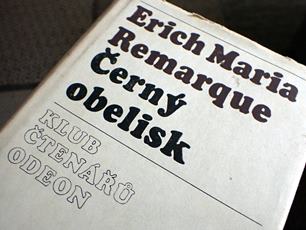 Erich Maria
Remarque
Černý
obelisk
KLUB
ČTENÁŘŮ
ODEON